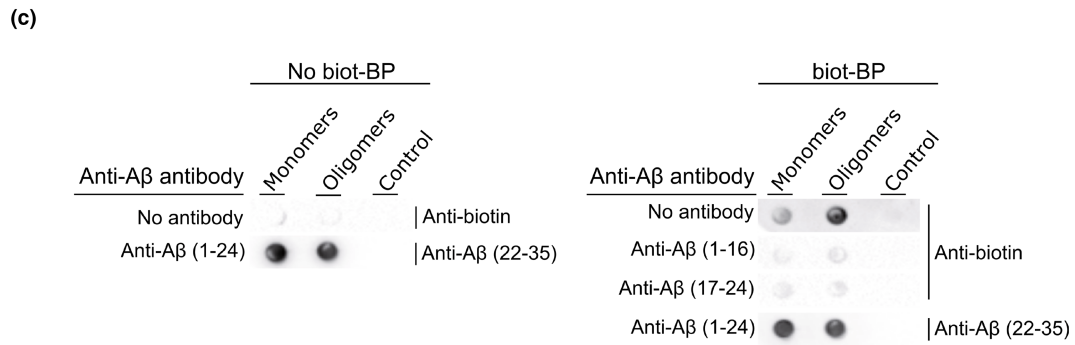 (c)
No biot-BP
Monomers
Oligomers
Control
Anti-Aβ antibody
No antibody
Anti-biotin
Anti-Aβ (1-24)
Anti-Aβ (22-35)
biot-BP
Monomers
Oligomers
Control
Anti-Aβ antibody
No antibody
Anti-Aβ (1-16)
Anti-biotin
Anti-Aβ (17-24)
Anti-Aβ (1-24)
Anti-Aβ (22-35)